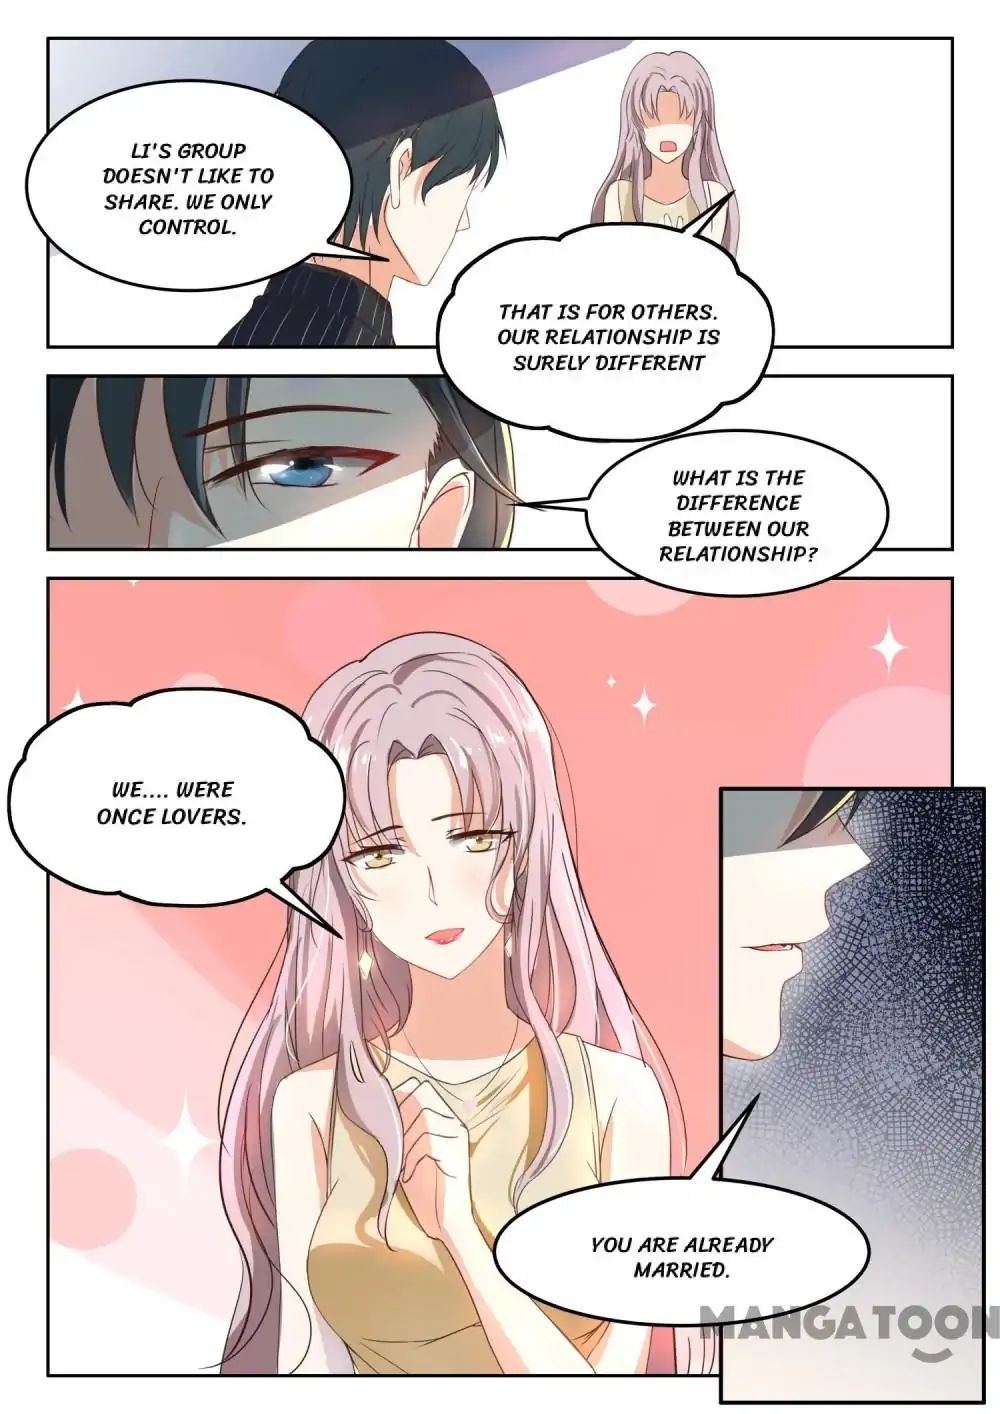 LI'S GROUP
DOESN'T LIKE TO
SHARE. WE ONLY
CONTROL.
THAT IS FOR OTHERS.
OUR RELATIONSHIP IS
SURELY DIFFERENT
WHAT IS THE
DIFFERENCE
BETWEEN OUR
RELATIONSHIP?
WE.... WERE
ONCE LOVERS.
YOU ARE ALREADY
MARRIED.
MANGATOON